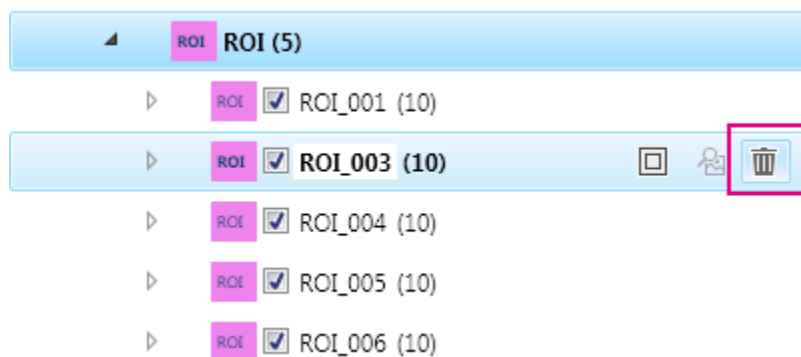 ROI ROI (5)
ROI ROI_001 (10)
ROI ROI_003 (10)
ROI ROI_004 (10)
ROI ROI_005 (10)
ROI ROI_006 (10)